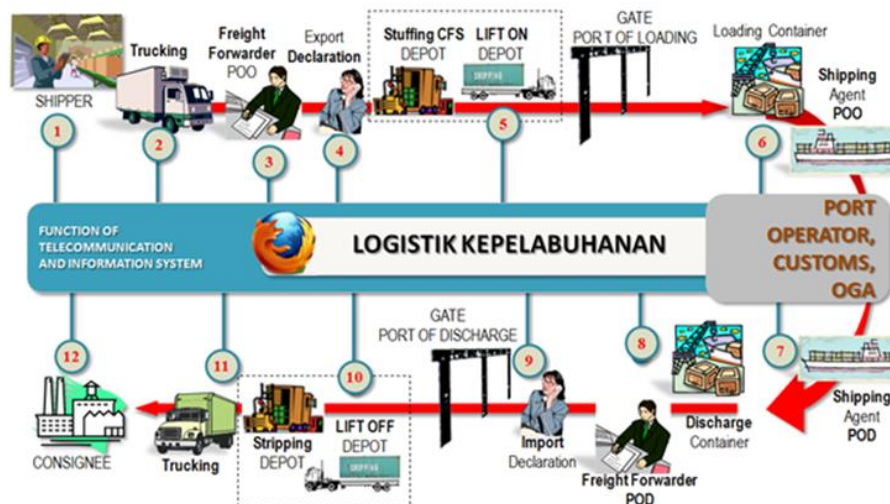 SHIPPER
Trucking
Freight
Forwarder
POO
Export
Declaration
Stuffing CFS
DEPOT
LIFT ON
DEPOT
SHIPPING
GATE
PORT OF LOADING
Loading Container
Shipping
Agent
POO
1
2
3
4
5
6
FUNCTION OF
TELECOMMUNICATION
AND INFORMATION SYSTEM
LOGISTIK KEPELABUHANAN
PORT
OPERATOR,
CUSTOMS,
OGA
12
11
10
9
8
7
GATE
PORT OF DISCHARGE
CONSIGNEE
Trucking
Stripping
DEPOT
LIFT OFF
DEPOT
SHIPPING
Import
Declaration
Freight Forwarder
POD
Discharge
Container
Shipping
Agent
POD